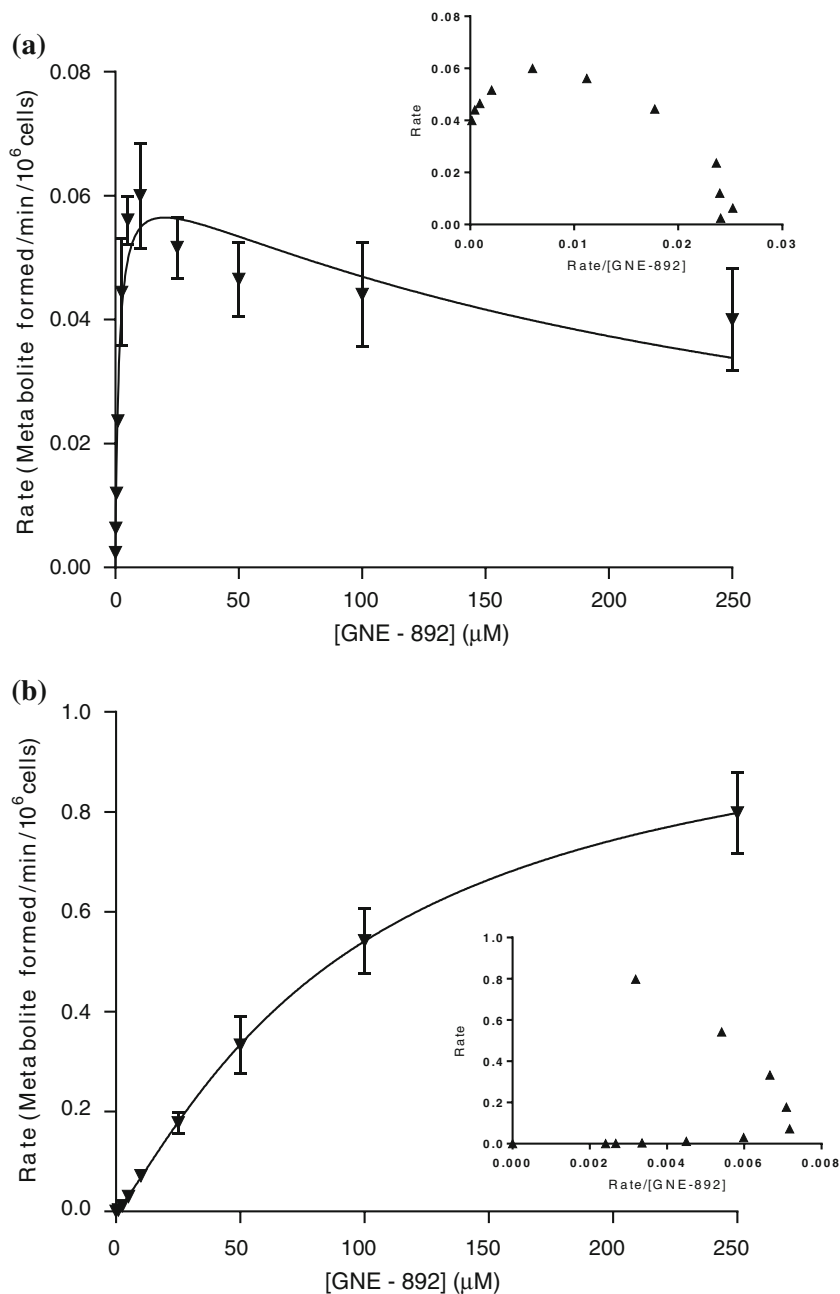 (a)
Rate (Metabolite formed/min/10⁶cells)
0.08
0.06
0.04
0.02
0.00
0 50 100 150 200 250
[GNE - 892] (µM)
Rate
0.08
0.06
0.04
0.02
0.00
0.00 0.01 0.02 0.03
Rate/[GNE-892]
(b)
Rate (Metabolite formed/min/10⁶cells)
1.0
0.8
0.6
0.4
0.2
0.0
0 50 100 150 200 250
[GNE - 892] (µM)
Rate
1.0
0.8
0.6
0.4
0.2
0.0
0.000 0.002 0.004 0.006 0.008
Rate/[GNE-892]